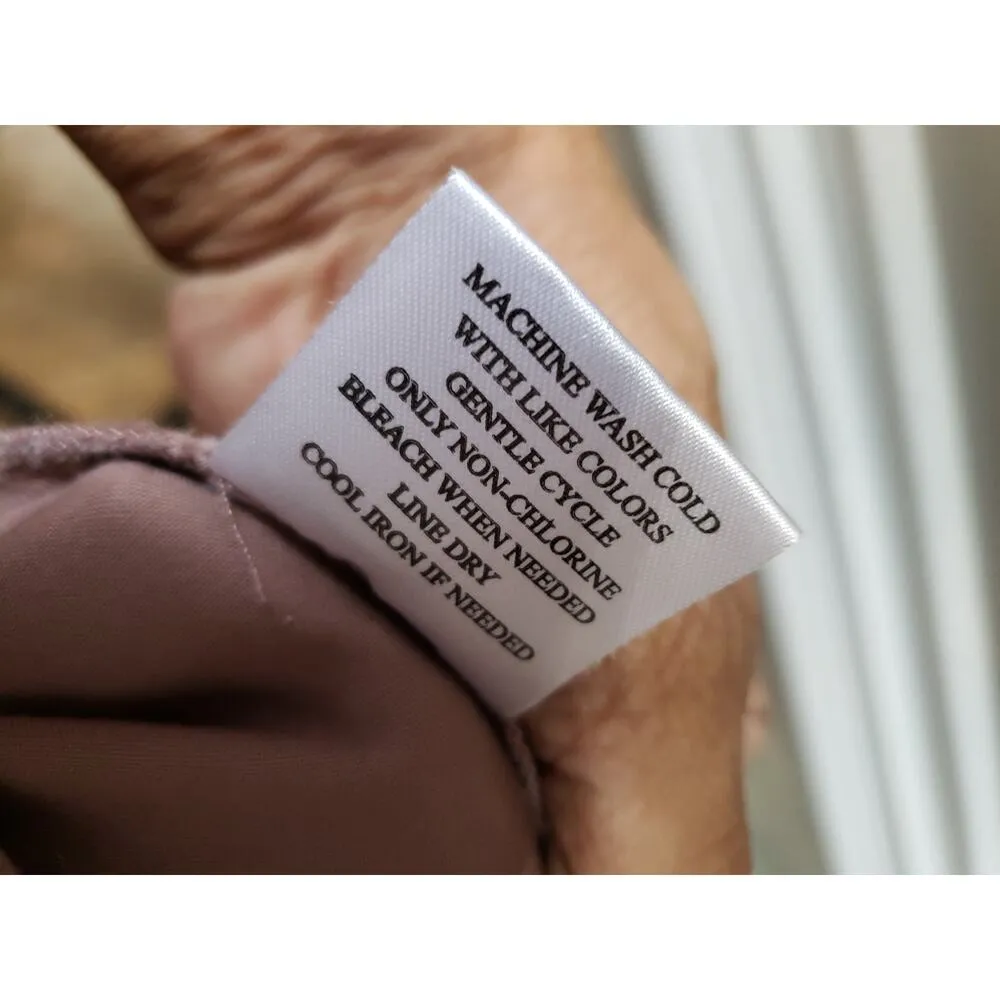 MACHINE WASH COLD
WITH LIKE COLORS
GENTLE CYCLE
ONLY NON-CHLORINE
BLEACH WHEN NEEDED
LINE DRY
COOL IRON IF NEEDED